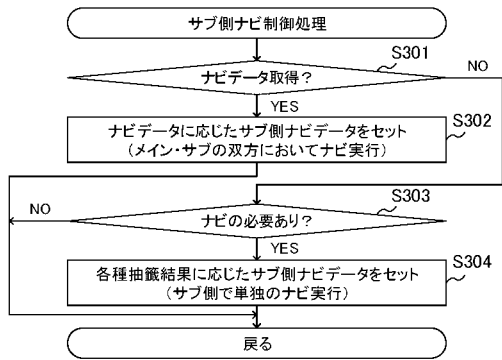 サブ側ナビ制御処理
S301
ナビデータ取得？
NO
YES
S302
ナビデータに応じたサブ側ナビデータをセット
（メイン・サブの双方においてナビ実行）
S303
NO
ナビの必要あり？
YES
S304
各種抽籤結果に応じたサブ側ナビデータをセット
（サブ側で単独のナビ実行）
戻る